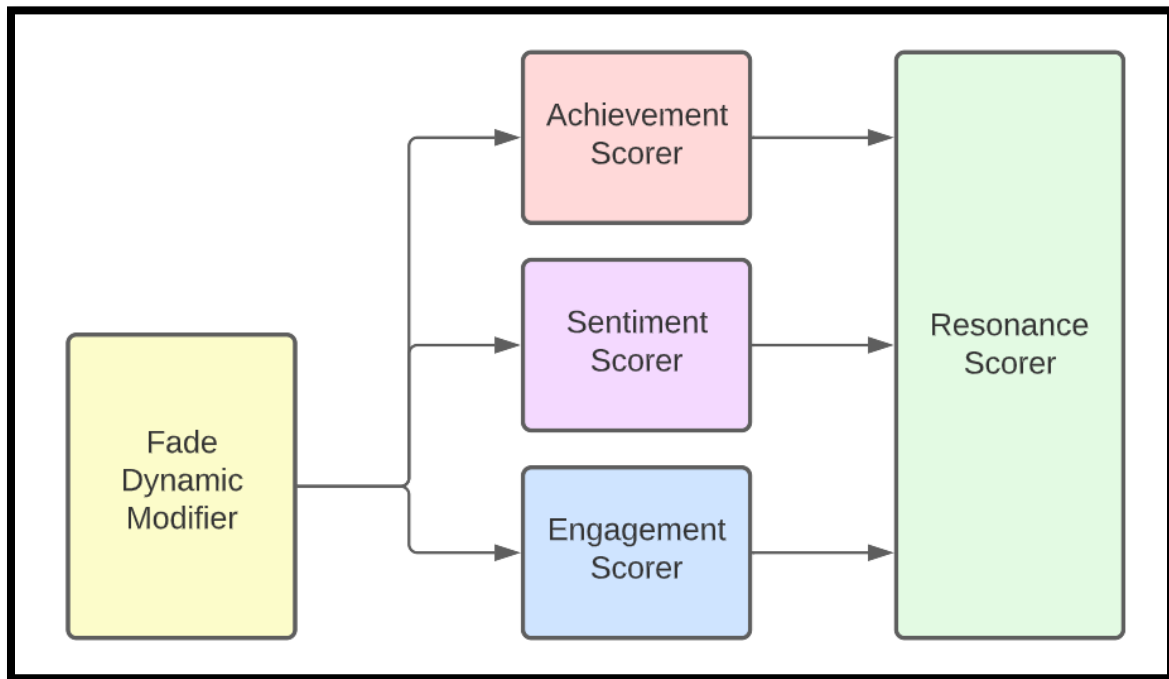 Achievement
Scorer
Sentiment
Scorer
Resonance
Scorer
Fade
Dynamic
Modifier
Engagement
Scorer